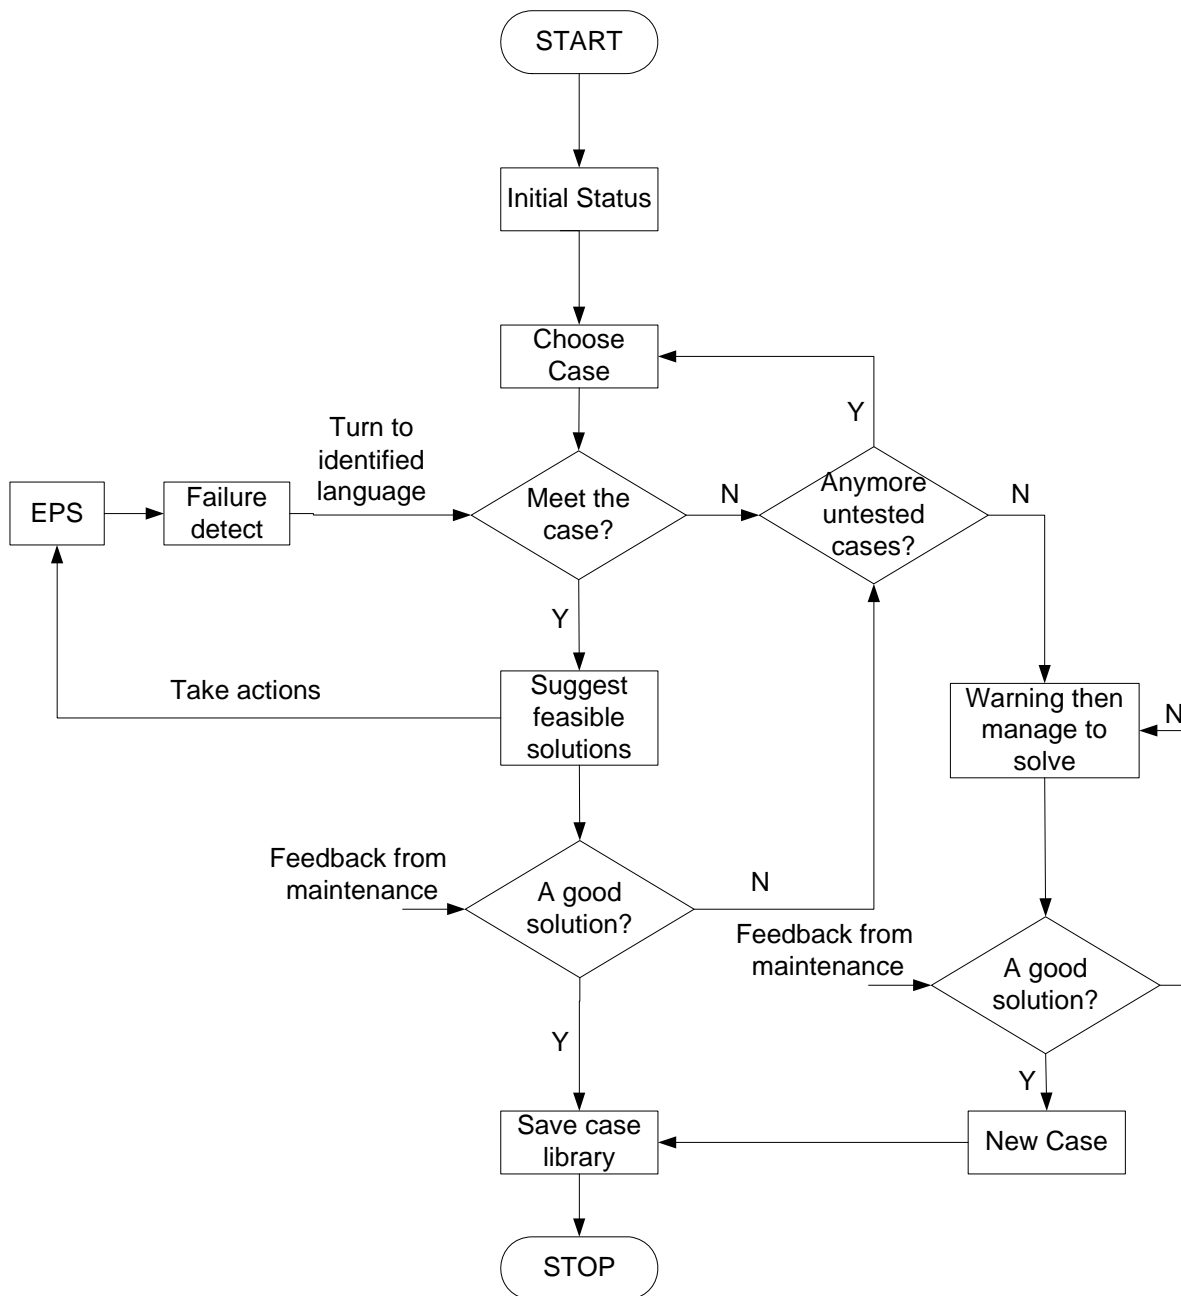 START
Initial Status
Choose
Case
Y
Turn to
identified
language
EPS
Failure
detect
Meet the
case?
N
Anymore
untested
cases?
N
Y
Take actions
Suggest
feasible
solutions
Warning then
manage to
solve
N
Feedback from
maintenance
A good
solution?
N
Feedback from
maintenance
A good
solution?
Y
Y
Save case
library
New Case
STOP